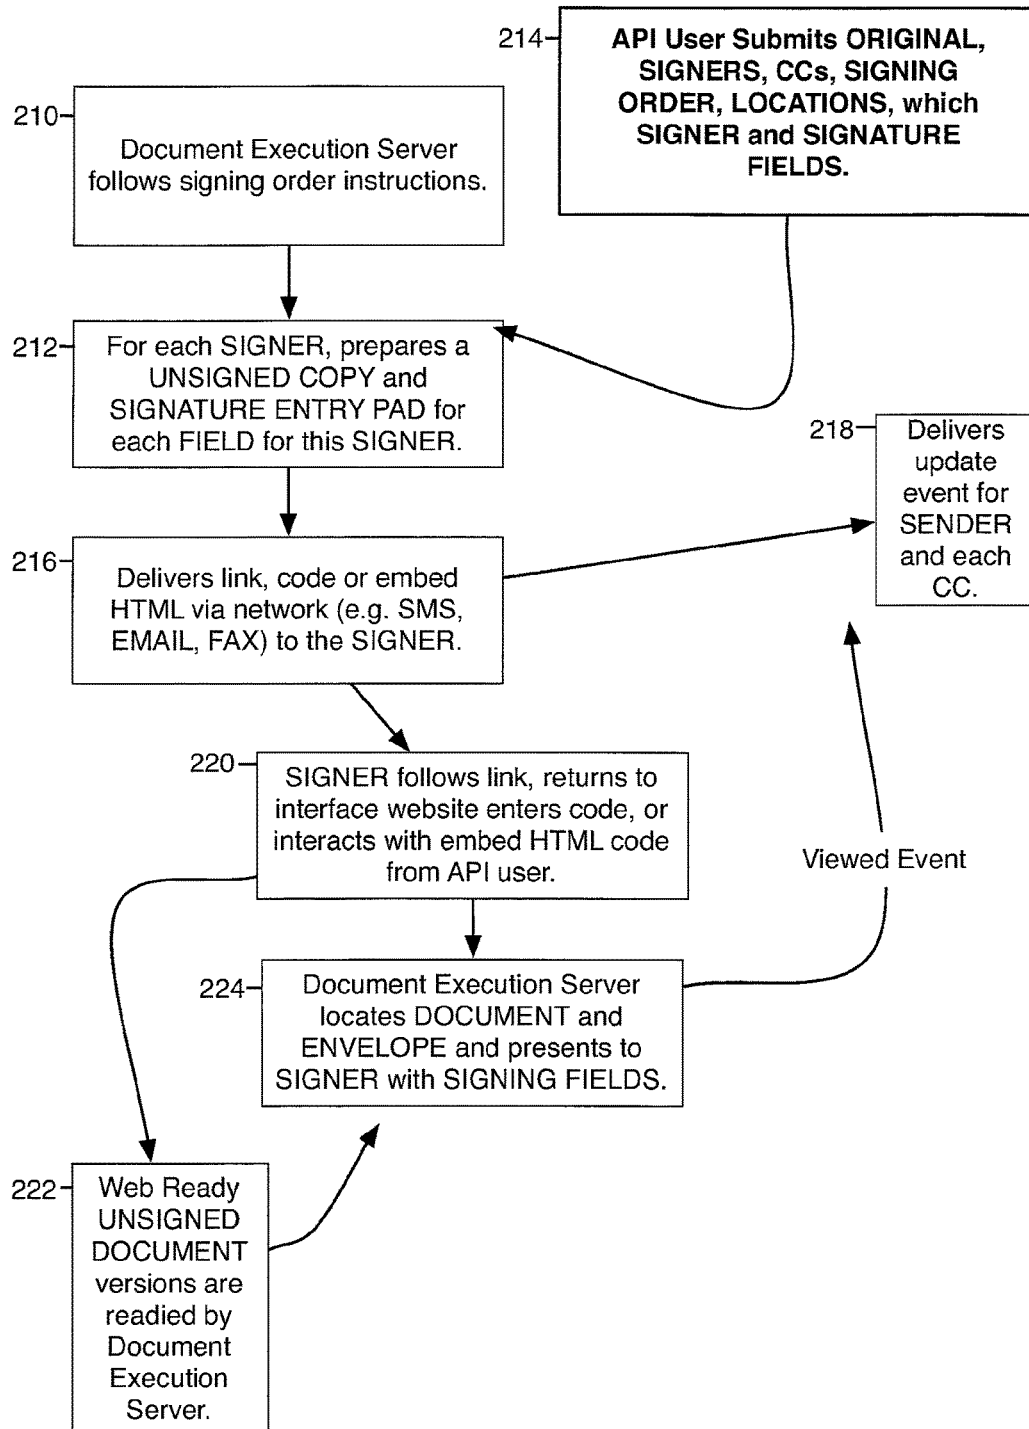 214
API User Submits ORIGINAL,
SIGNERS, CCs, SIGNING
ORDER, LOCATIONS, which
SIGNER and SIGNATURE
FIELDS.
210
Document Execution Server
follows signing order instructions.
212
For each SIGNER, prepares a
UNSIGNED COPY and
SIGNATURE ENTRY PAD for
each FIELD for this SIGNER.
218
Delivers
update
event for
SENDER
and each
CC.
216
Delivers link, code or embed
HTML via network (e.g. SMS,
EMAIL, FAX) to the SIGNER.
220
SIGNER follows link, returns to
interface website enters code, or
interacts with embed HTML code
from API user.
Viewed Event
224
Document Execution Server
locates DOCUMENT and
ENVELOPE and presents to
SIGNER with SIGNING FIELDS.
222
Web Ready
UNSIGNED
DOCUMENT
versions are
readied by
Document
Execution
Server.